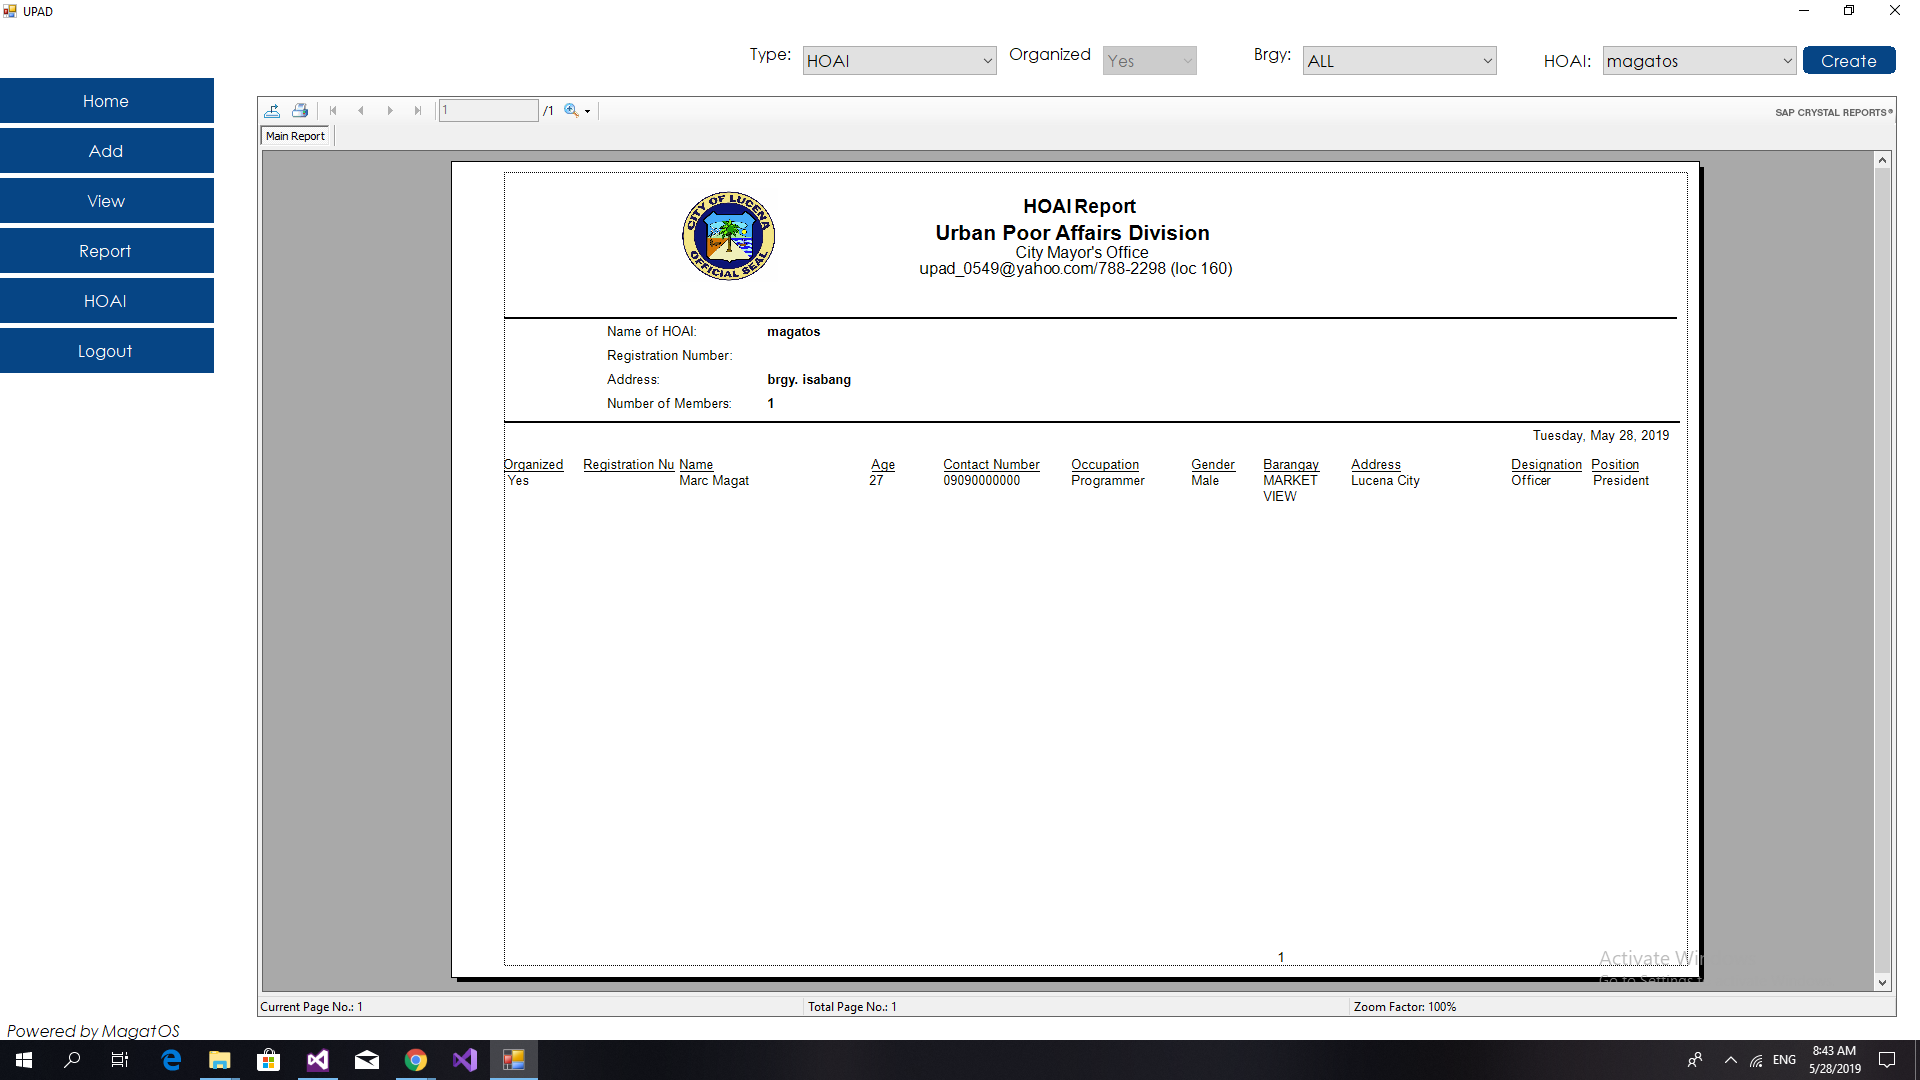 UPAD
Type: HOAI Organized Yes Brgy: ALL HOAI: magatos Create
Home
Add
View
Report
HOAI
Logout
1 /1
SAP CRYSTAL REPORTS®
Main Report
CITY OF LUCENA
OFFICIAL SEAL
HOAI Report
Urban Poor Affairs Division
City Mayor's Office
upad_0549@yahoo.com/788-2298 (loc 160)
Name of HOAI: magatos
Registration Number:
Address: brgy. isabang
Number of Members: 1
Tuesday, May 28, 2019
Organized Registration Nu Name Age Contact Number Occupation Gender Barangay Address Designation Position
Yes Marc Magat 27 09090000000 Programmer Male MARKET Lucena City Officer President
VIEW
1
Activate Wi
Go to Settings
Current Page No.: 1 Total Page No.: 1 Zoom Factor: 100%
Powered by MagatOS
ENG
8:43 AM
5/28/2019